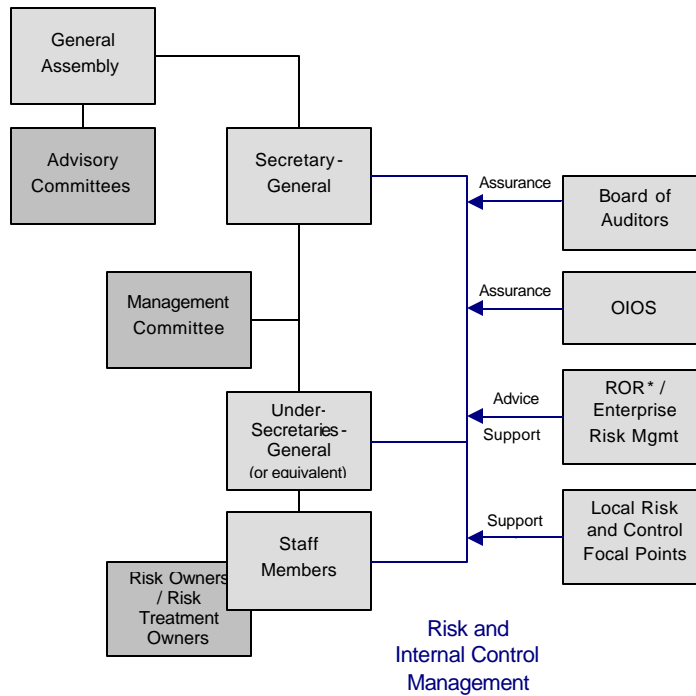 General
Assembly
Advisory
Committees
Secretary-
General
Management
Committee
Under-
Secretaries-
General
(or equivalent)
Staff
Members
Risk Owners
/ Risk
Treatment
Owners
Assurance
Board of
Auditors
Assurance
OIOS
Advice
Support
ROR* /
Enterprise
Risk Mgmt
Support
Local Risk
and Control
Focal Points
Risk and
Internal Control
Management